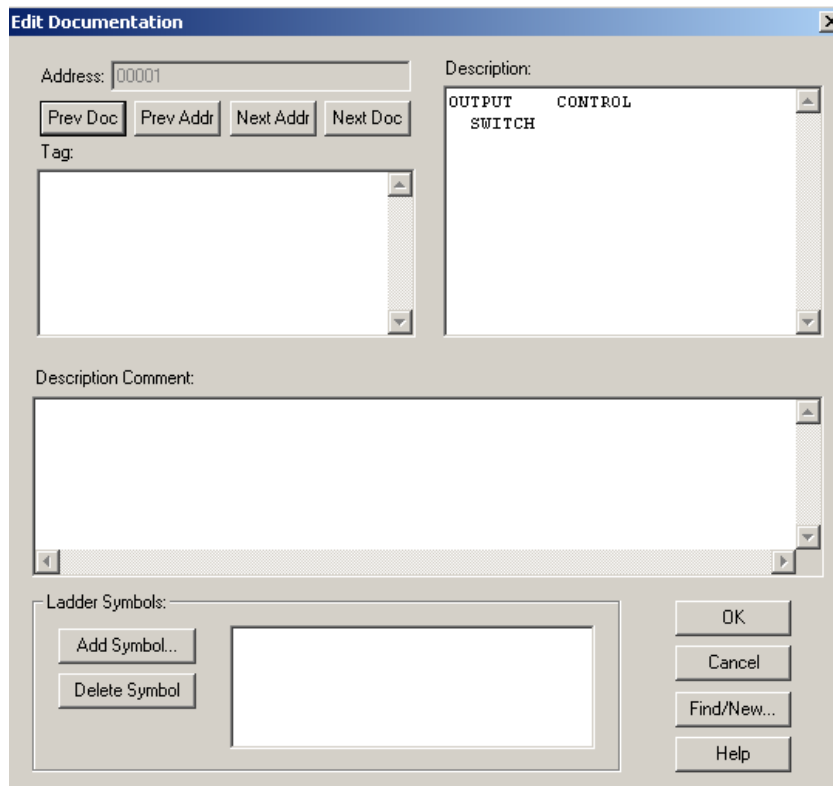 Edit Documentation
Address: 00001
Prev Doc Prev Addr Next Addr Next Doc
Tag:
Description:
OUTPUT CONTROL
SWITCH
Description Comment:
Ladder Symbols:
Add Symbol...
Delete Symbol
OK
Cancel
Find/New...
Help